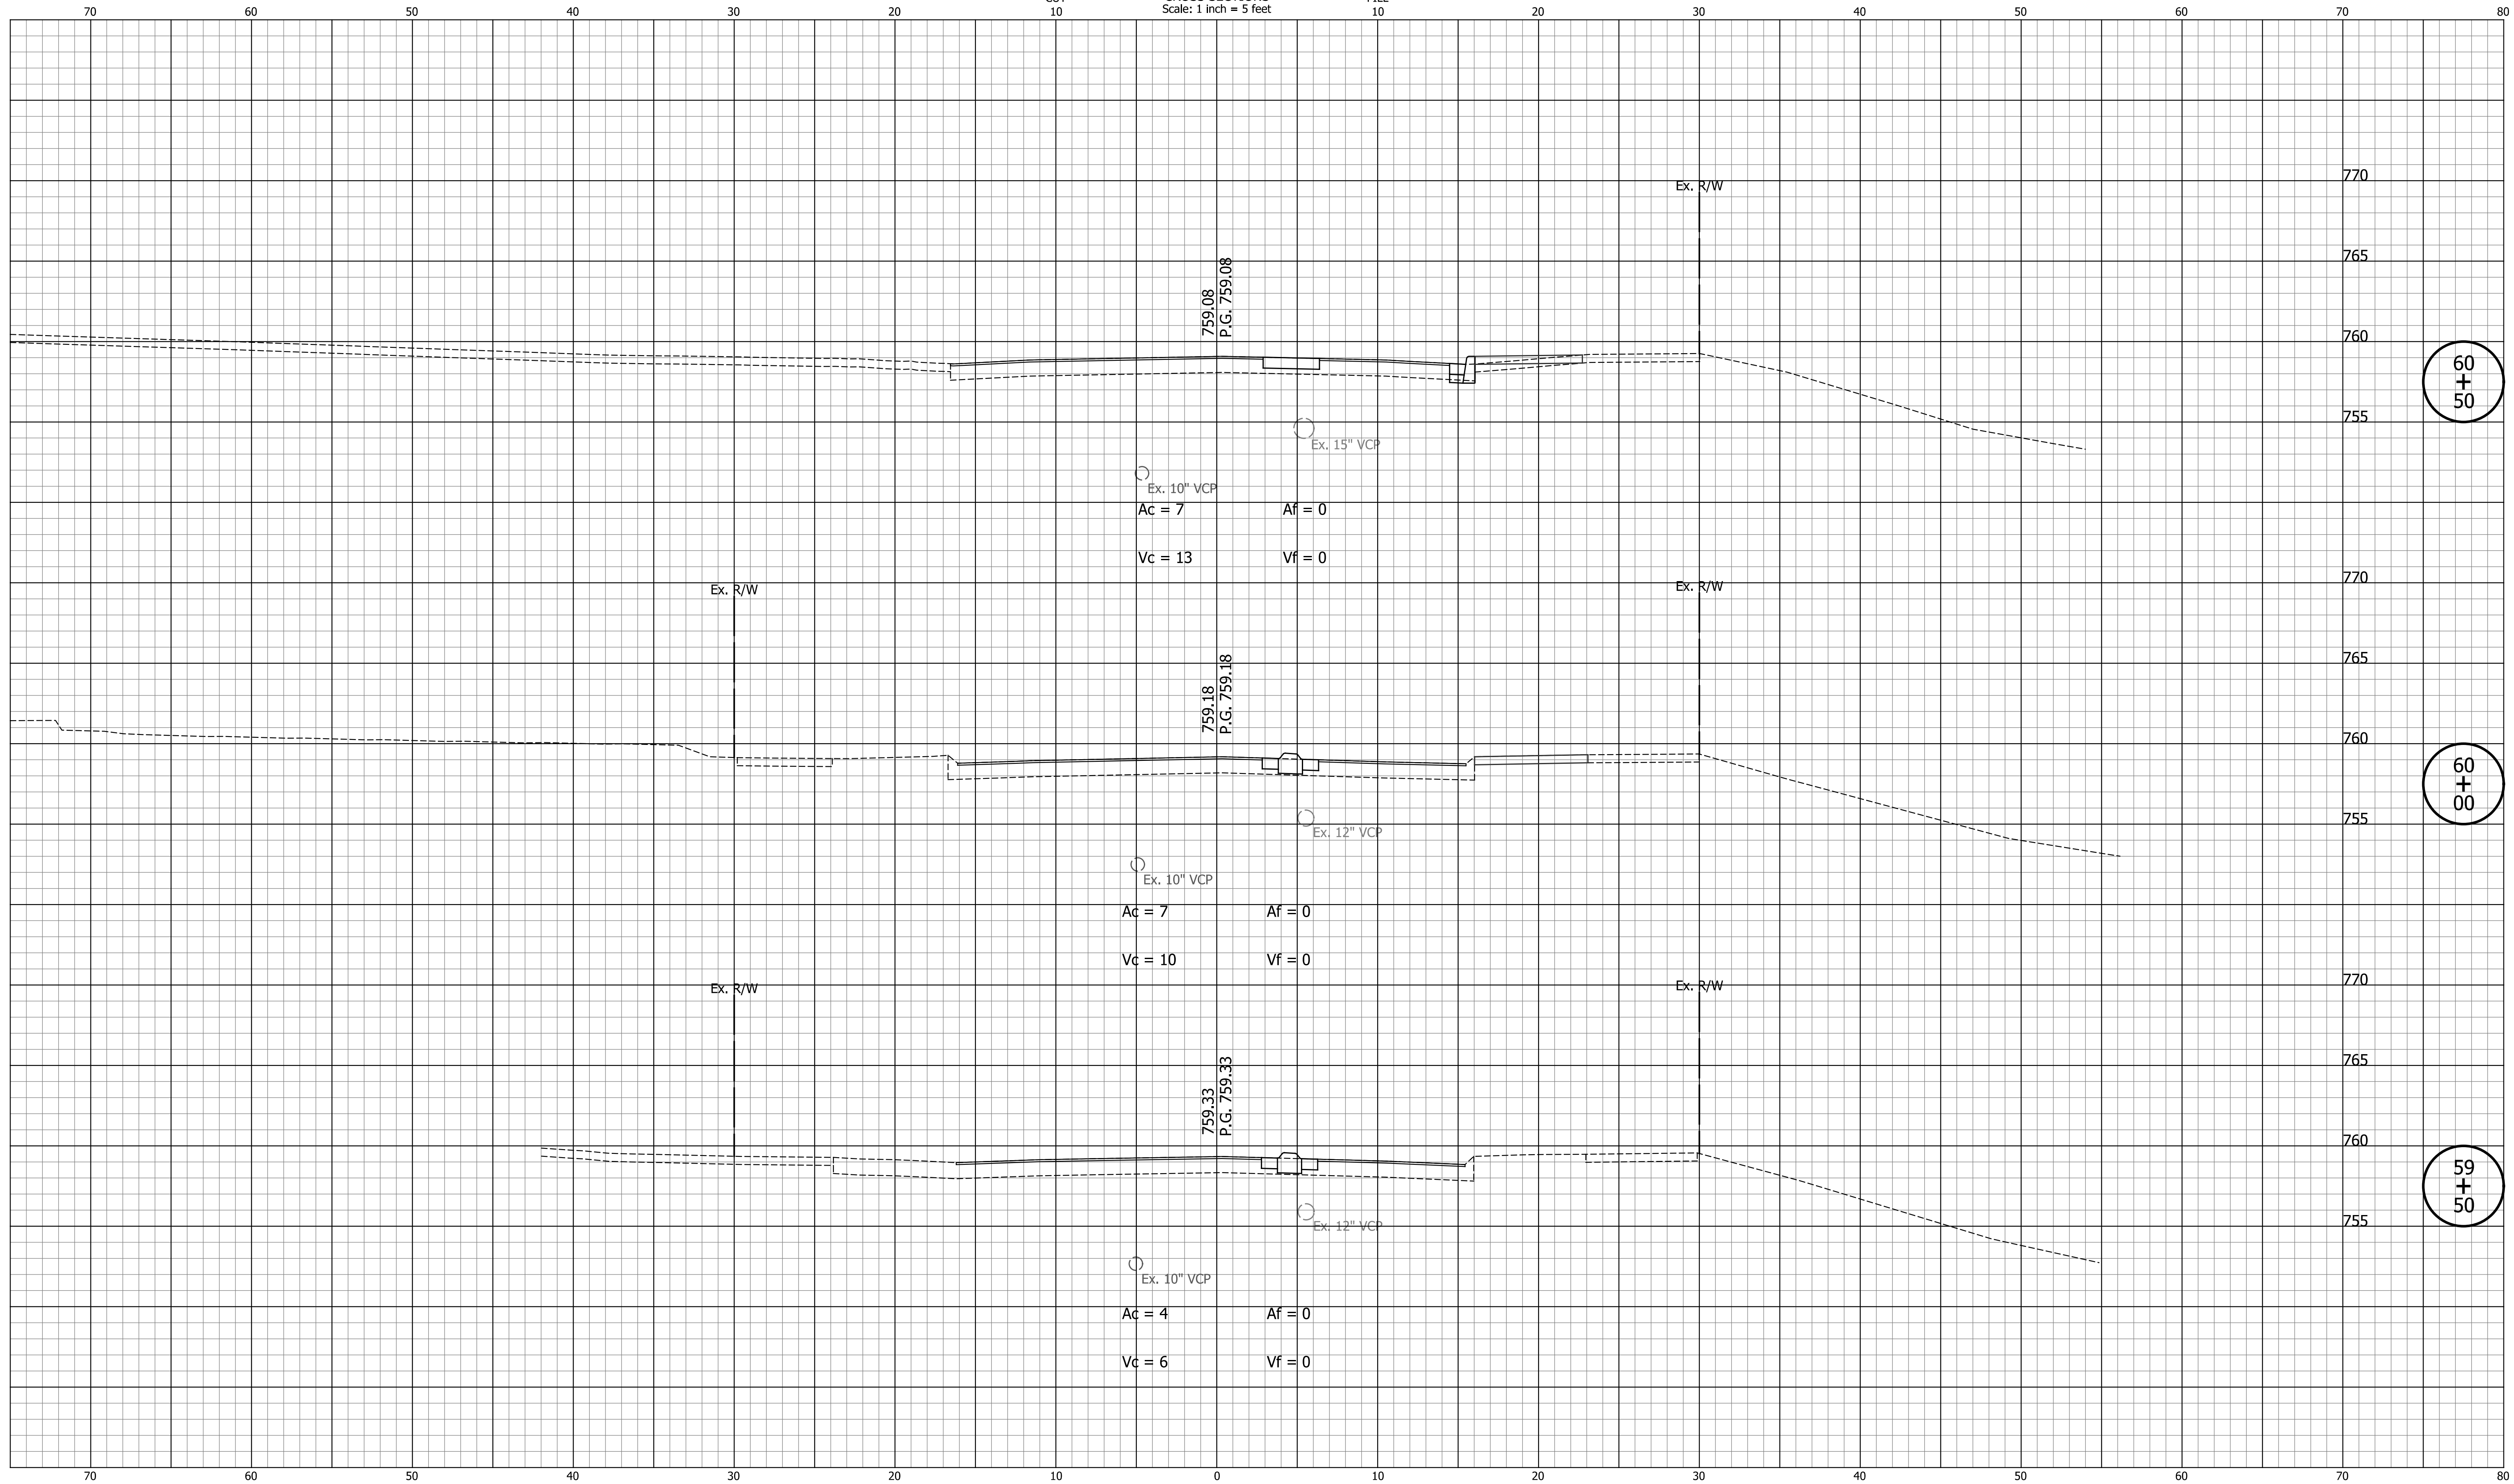 70 60 50 40 30 20 10 10 20 30 40 50 60 70 80
Scale: 1 inch = 5 feet
770
Ex. R/W
765
759.08
P.G. 759.08
760
60
+
50
755
Ex. 15" VCP
Ex. 10" VCP
Ac = 7 Af = 0
Vc = 13 Vf = 0
770
Ex. R/W
Ex. R/W
765
759.18
P.G. 759.18
760
60
+
00
755
Ex. 12" VCP
Ex. 10" VCP
Ac = 7 Af = 0
Vc = 10 Vf = 0
770
Ex. R/W
Ex. R/W
765
759.33
P.G. 759.33
760
59
+
50
755
Ex. 12" VCP
Ex. 10" VCP
Ac = 4 Af = 0
Vc = 6 Vf = 0
70 60 50 40 30 20 10 0 10 20 30 40 50 60 70 80